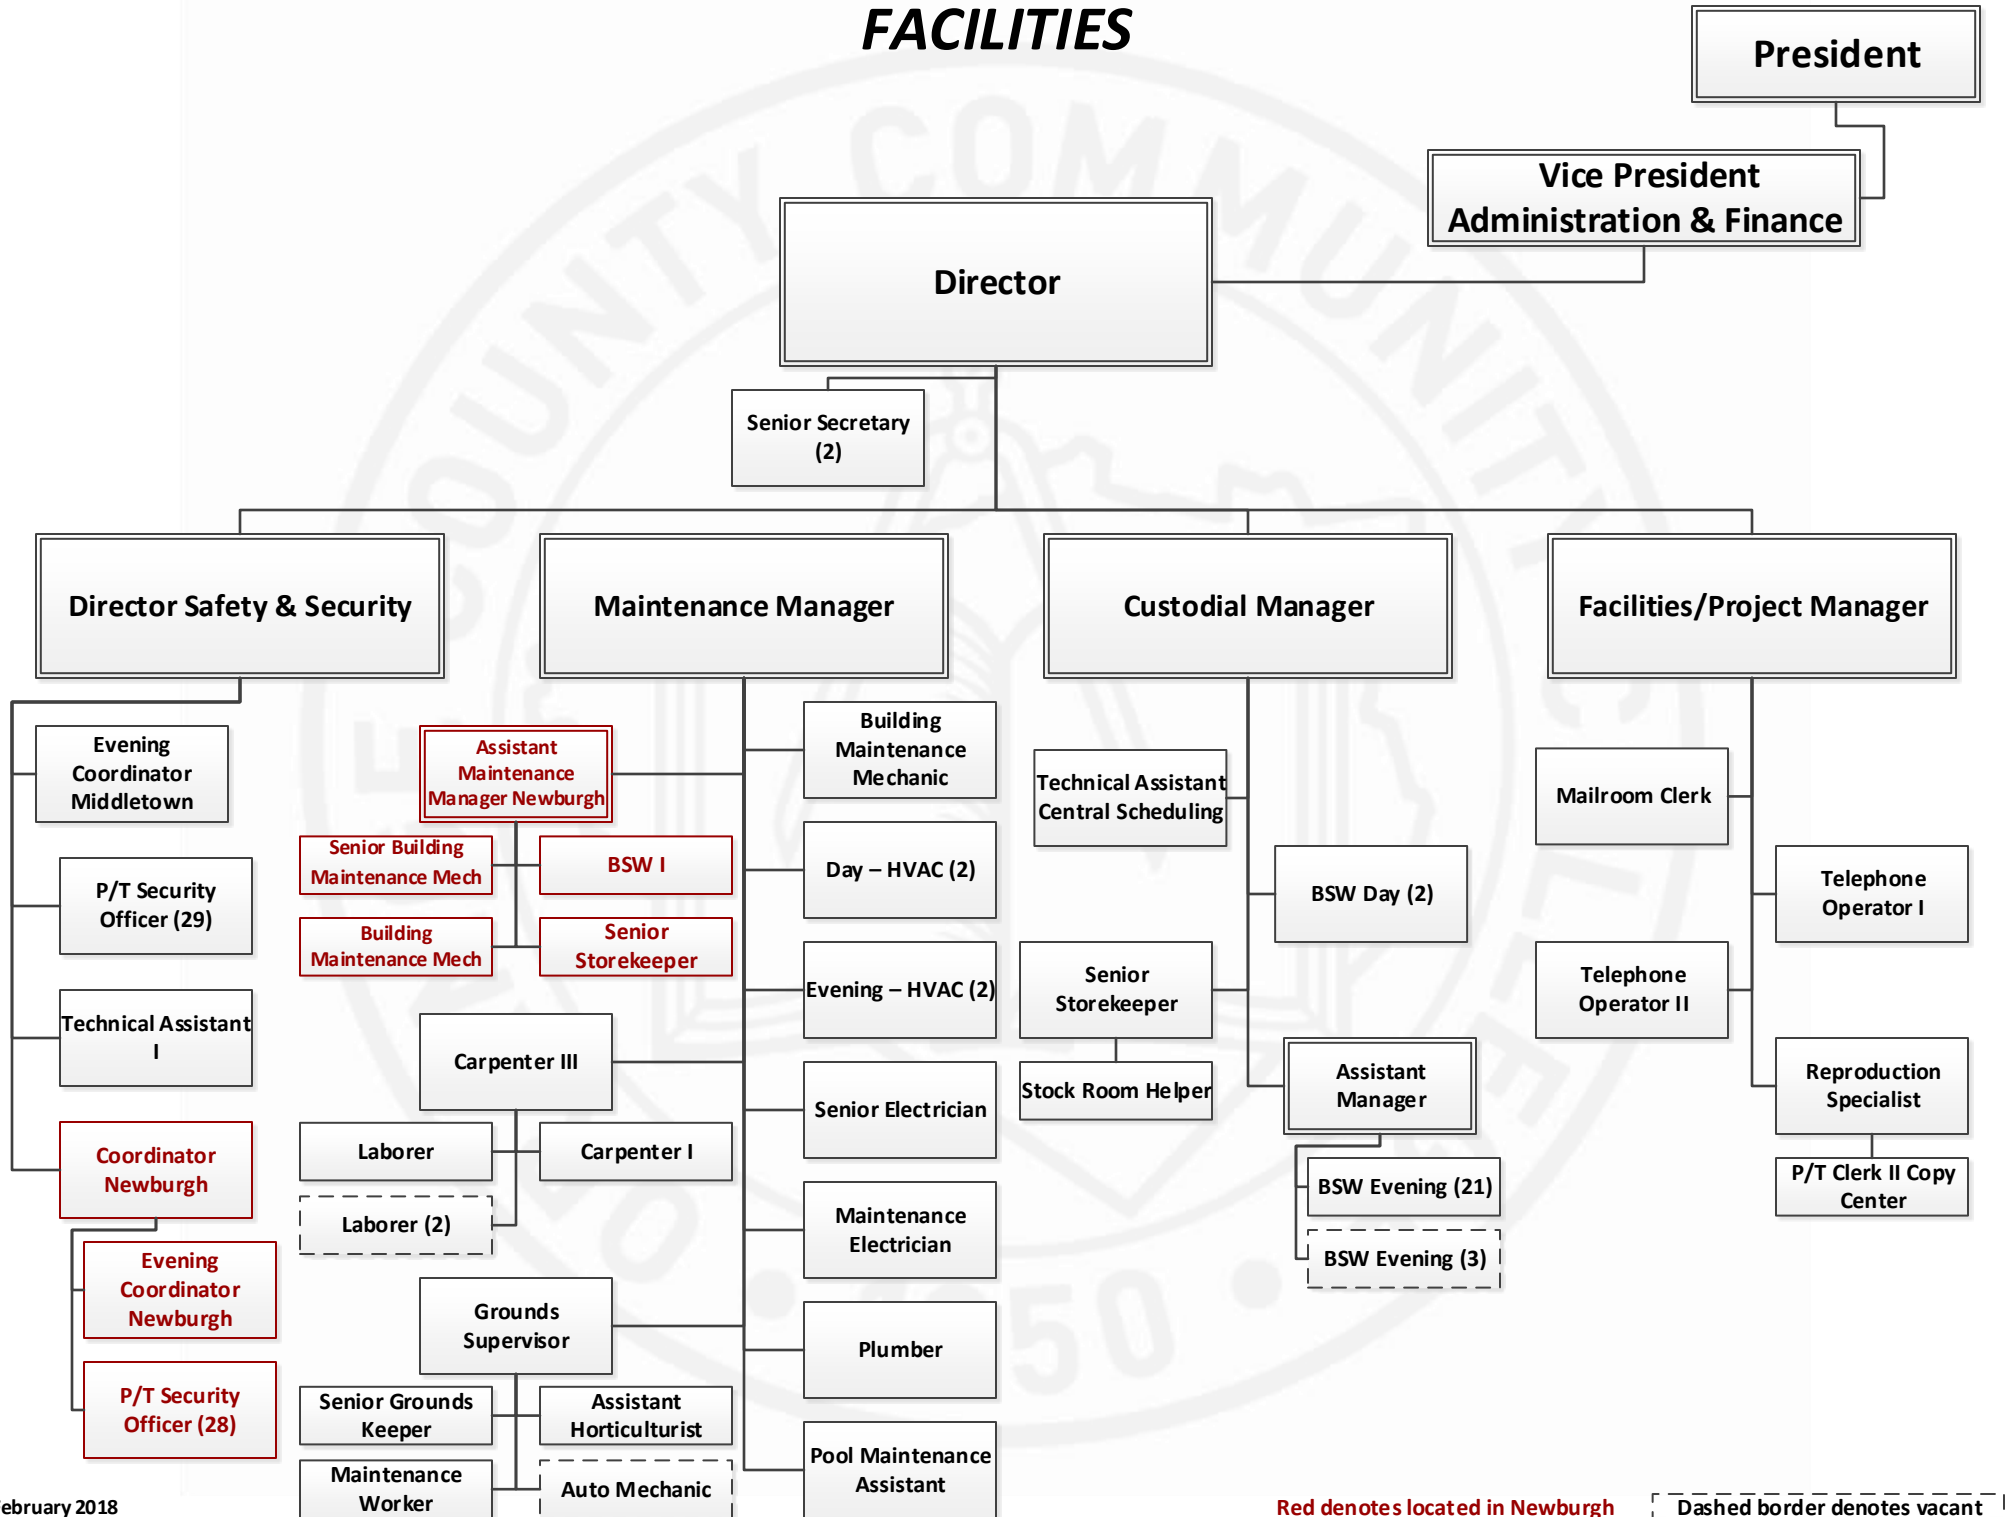 FACILITIES
President
Vice President
Administration & Finance
Director
Senior Secretary
(2)
Director Safety & Security
Maintenance Manager
Custodial Manager
Facilities/Project Manager
Evening
Coordinator
Middletown
P/T Security
Officer (29)
Technical Assistant
I
Coordinator
Newburgh
Evening
Coordinator
Newburgh
P/T Security
Officer (28)
Assistant
Maintenance
Manager Newburgh
Senior Building
Maintenance Mech
BSW I
Building
Maintenance Mech
Senior
Storekeeper
Carpenter III
Laborer
Carpenter I
Laborer (2)
Grounds
Supervisor
Senior Grounds
Keeper
Assistant
Horticulturist
Maintenance
Worker
Auto Mechanic
Building
Maintenance
Mechanic
Day – HVAC (2)
Evening – HVAC (2)
Senior Electrician
Maintenance
Electrician
Plumber
Pool Maintenance
Assistant
Technical Assistant
Central Scheduling
BSW Day (2)
Senior
Storekeeper
Stock Room Helper
Assistant
Manager
BSW Evening (21)
BSW Evening (3)
Mailroom Clerk
Telephone
Operator I
Telephone
Operator II
Reproduction
Specialist
P/T Clerk II Copy
Center
ebruary 2018
Red denotes located in Newburgh
Dashed border denotes vacant
COUNTY COMMUNITY